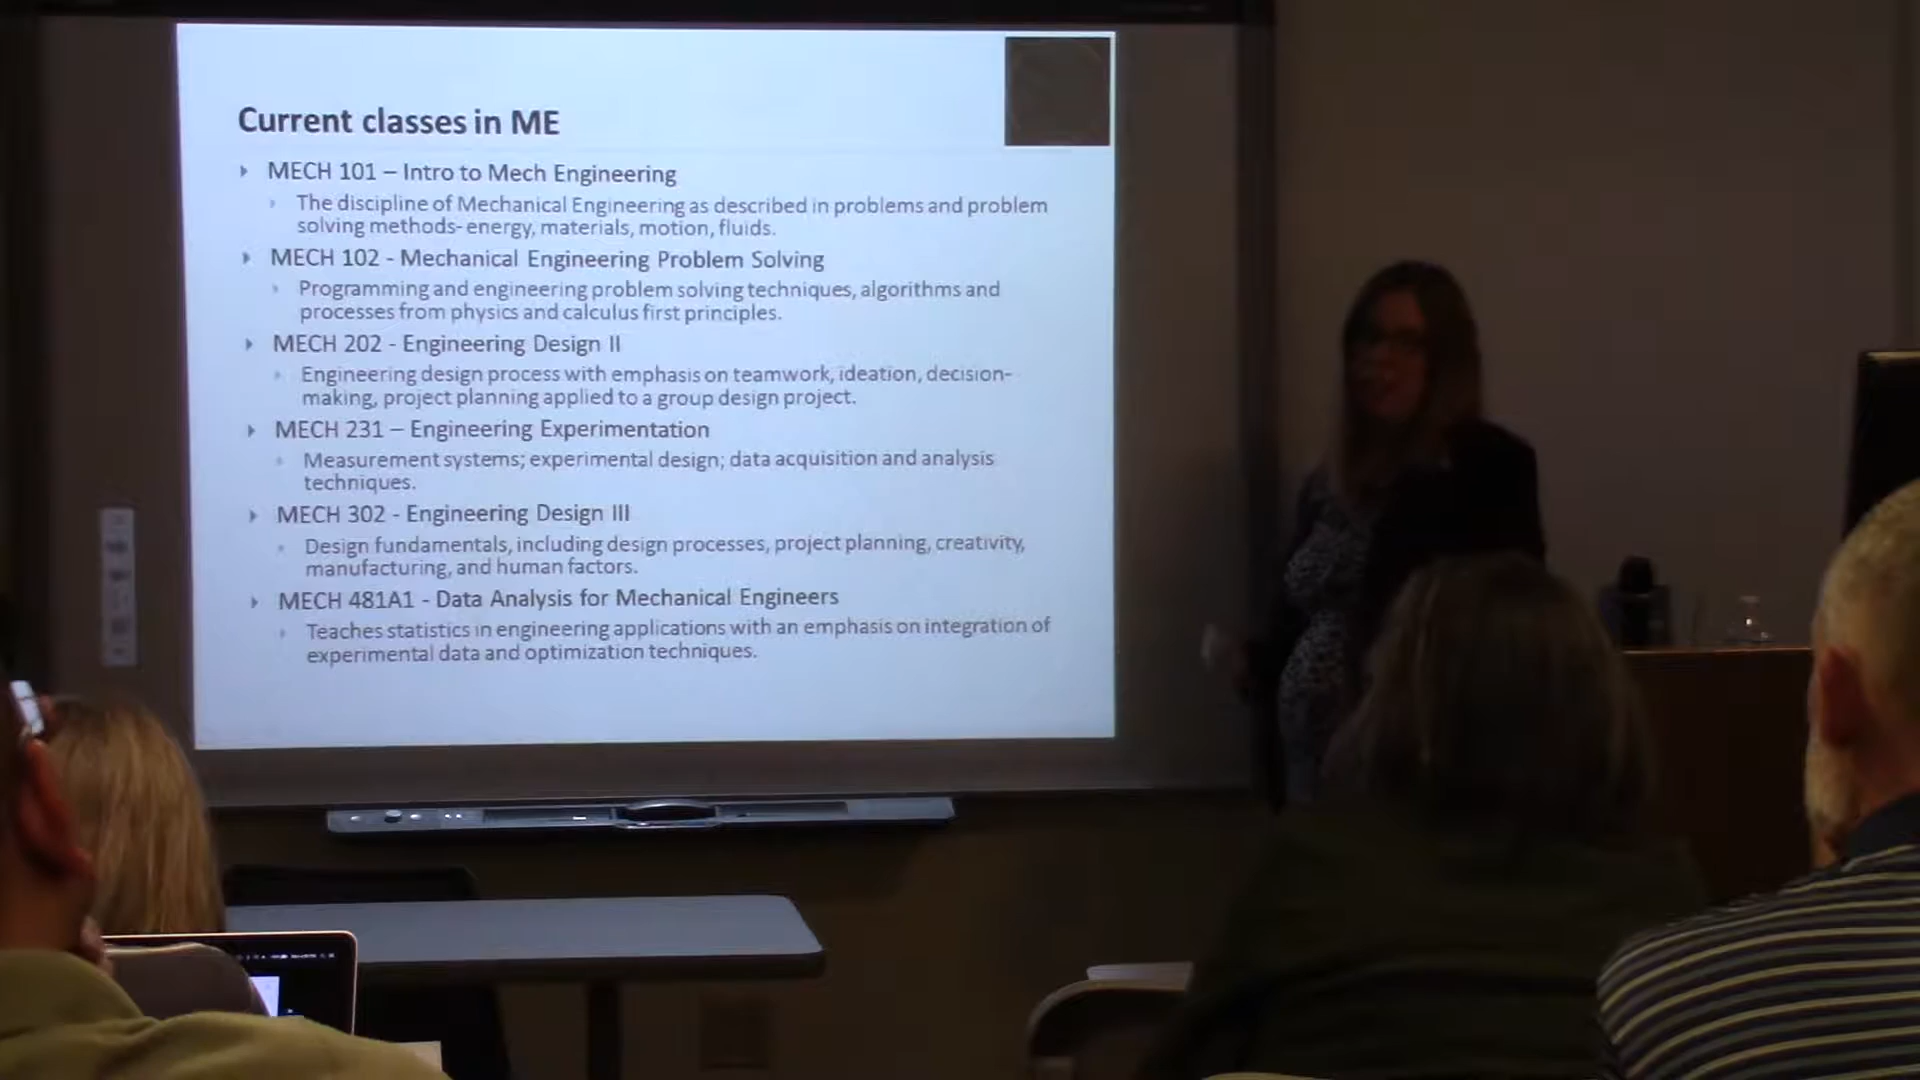 Current classes in ME
MECH 101 – Intro to Mech Engineering
The discipline of Mechanical Engineering as described in problems and problem
solving methods- energy, materials, motion, fluids.
MECH 102 - Mechanical Engineering Problem Solving
Programming and engineering problem solving techniques, algorithms and
processes from physics and calculus first principles.
MECH 202 - Engineering Design II
Engineering design process with emphasis on teamwork, ideation, decision-
making, project planning applied to a group design project.
MECH 231 – Engineering Experimentation
Measurement systems; experimental design; data acquisition and analysis
techniques.
MECH 302 - Engineering Design III
Design fundamentals, including design processes, project planning, creativity,
manufacturing, and human factors.
MECH 481A1 - Data Analysis for Mechanical Engineers
Teaches statistics in engineering applications with an emphasis on integration of
experimental data and optimization techniques.